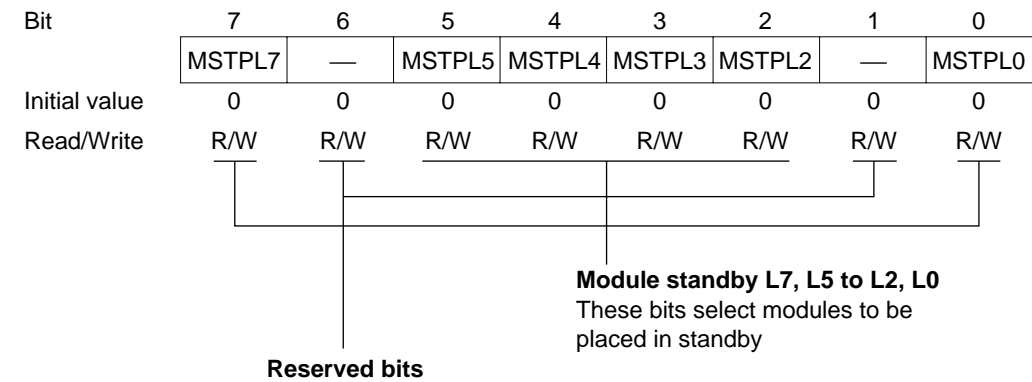 Bit 7 6 5 4 3 2 1 0
MSTPL7 — MSTPL5 MSTPL4 MSTPL3 MSTPL2 — MSTPL0
Initial value 0 0 0 0 0 0 0 0
Read/Write R/W R/W R/W R/W R/W R/W R/W R/W
Module standby L7, L5 to L2, L0
These bits select modules to be
placed in standby
Reserved bits